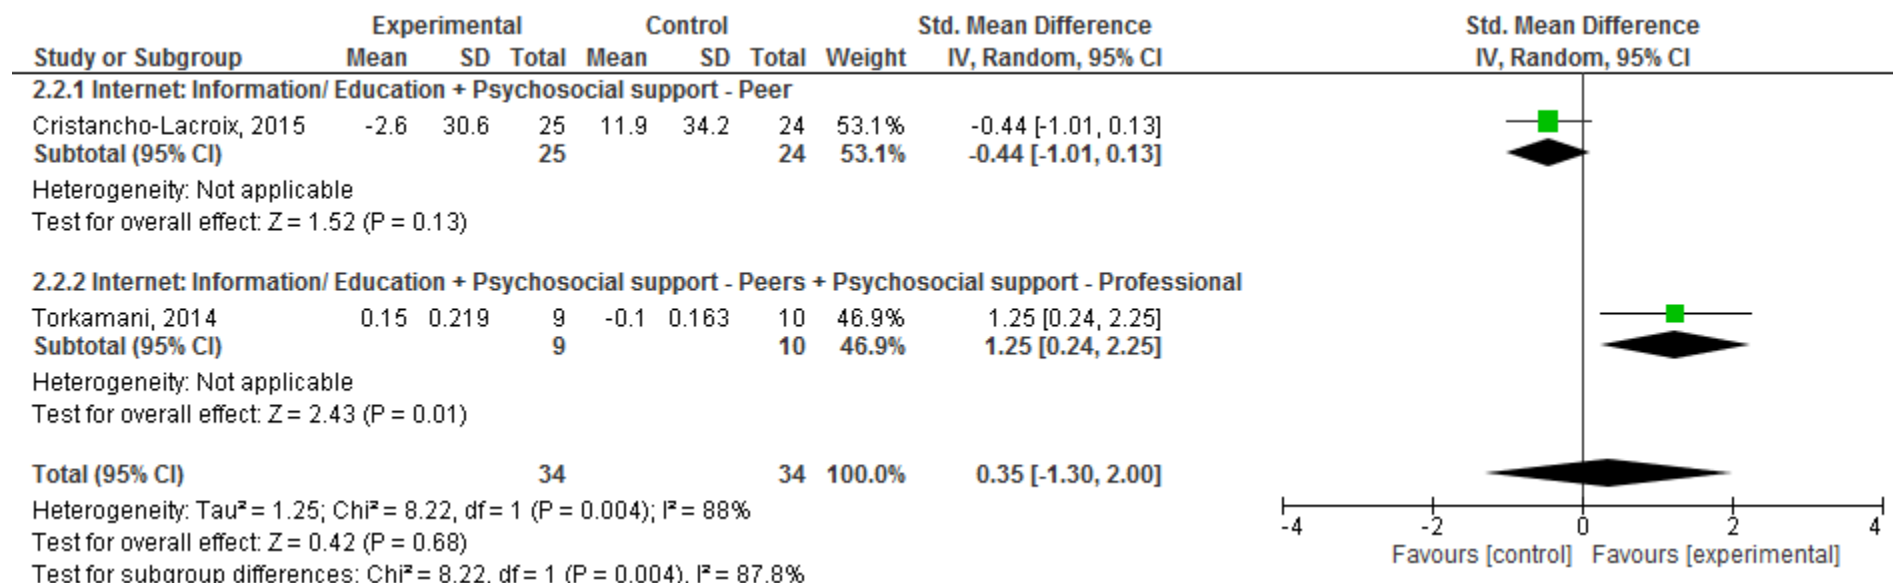 Experimental Control Std. Mean Difference Std. Mean Difference
Study or Subgroup Mean SD Total Mean SD Total Weight IV, Random, 95% CI IV, Random, 95% CI
2.2.1 Internet: Information/ Education + Psychosocial support - Peer
Cristancho-Lacroix, 2015 -2.6 30.6 25 11.9 34.2 24 53.1% -0.44 [-1.01, 0.13]
Subtotal (95% CI) 25 24 53.1% -0.44 [-1.01, 0.13]
Heterogeneity: Not applicable
Test for overall effect: Z = 1.52 (P = 0.13)
2.2.2 Internet: Information/ Education + Psychosocial support - Peers + Psychosocial support - Professional
Torkamani, 2014 0.15 0.219 9 -0.1 0.163 10 46.9% 1.25 [0.24, 2.25]
Subtotal (95% CI) 9 10 46.9% 1.25 [0.24, 2.25]
Heterogeneity: Not applicable
Test for overall effect: Z = 2.43 (P = 0.01)
Total (95% CI) 34 34 100.0% 0.35 [-1.30, 2.00]
Heterogeneity: Tau² = 1.25; Chi² = 8.22, df = 1 (P = 0.004); I² = 88%
-4 -2 0 2 4
Test for overall effect: Z = 0.42 (P = 0.68)
Favours [control] Favours [experimental]
Test for subgroup differences: Chi² = 8.22, df = 1 (P = 0.004), I² = 87.8%